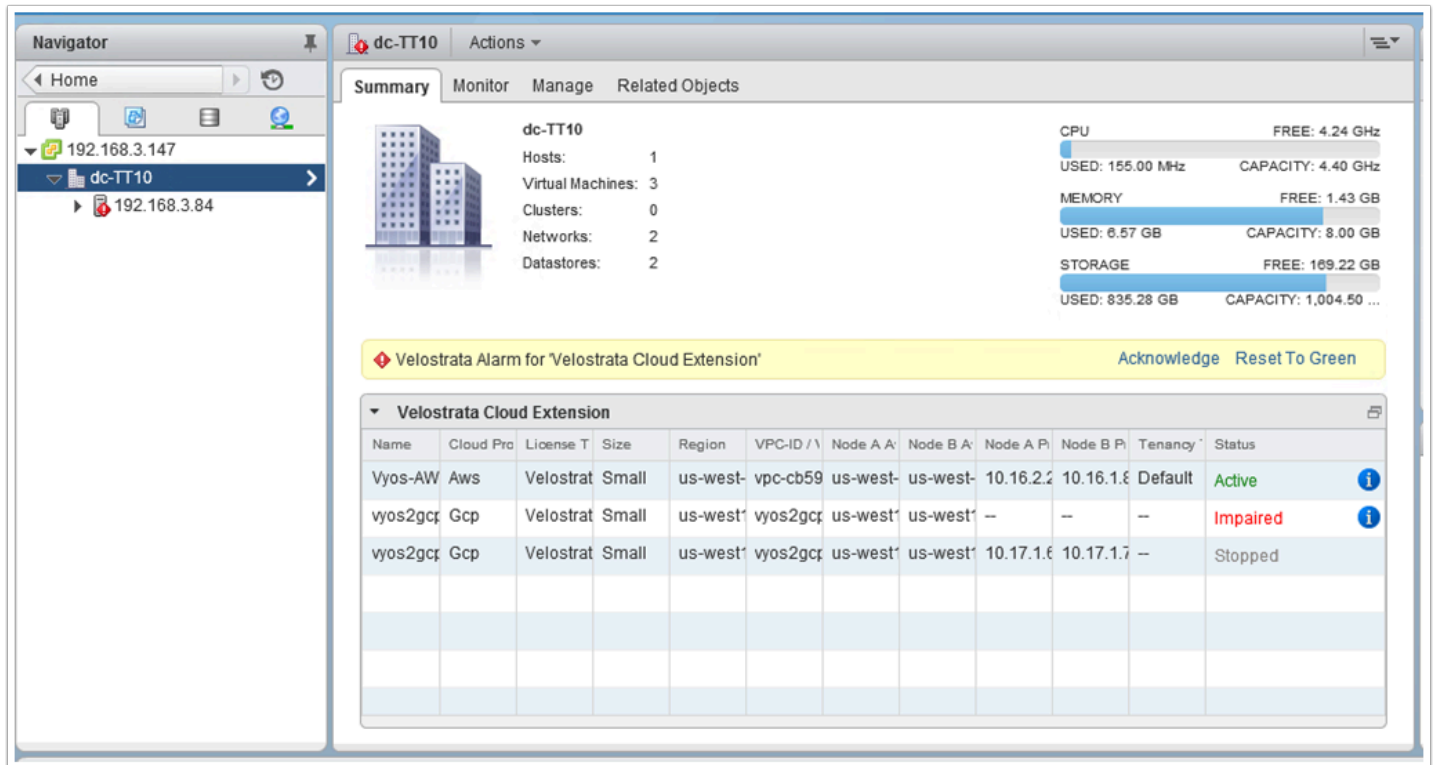 Navigator
dc-TT10 Actions
Home
Summary Monitor Manage Related Objects
192.168.3.147
dc-TT10
192.168.3.84
dc-TT10
Hosts: 1
Virtual Machines: 3
Clusters: 0
Networks: 2
Datastores: 2
CPU FREE: 4.24 GHz
USED: 155.00 MHz CAPACITY: 4.40 GHz
MEMORY FREE: 1.43 GB
USED: 6.57 GB CAPACITY: 8.00 GB
STORAGE FREE: 169.22 GB
USED: 835.28 GB CAPACITY: 1,004.50 ...
Velostrata Alarm for 'Velostrata Cloud Extension' Acknowledge Reset To Green
Velostrata Cloud Extension
Name Cloud Pro License T Size Region VPC-ID / V Node A A Node B A Node A P Node B P Tenancy Status
Vyos-AW Aws Velostrat Small us-west- vpc-cb59 us-west- us-west- 10.16.2.2 10.16.1.8 Default Active
vyos2gcp Gcp Velostrat Small us-west1 vyos2gcp us-west1 us-west1 -- -- -- Impaired
vyos2gcp Gcp Velostrat Small us-west1 vyos2gcp us-west1 us-west1 10.17.1.6 10.17.1.7 -- Stopped